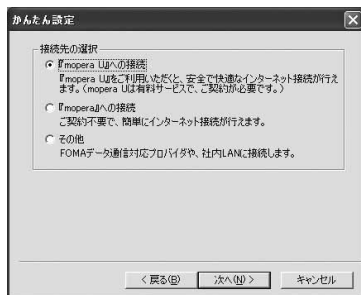 かんたん設定
接続先の選択
『mopera U』への接続
『mopera U』をご利用いただくと、安全で快適なインターネット接続が行え
ます。(mopera Uは有料サービスで、ご契約が必要です。)
『mopera』への接続
ご契約不要で、簡単にインターネット接続が行えます。
その他
FOMAデータ通信対応プロバイダや、社内LANに接続します。
< 戻る(B)
次へ(N) >
キャンセル